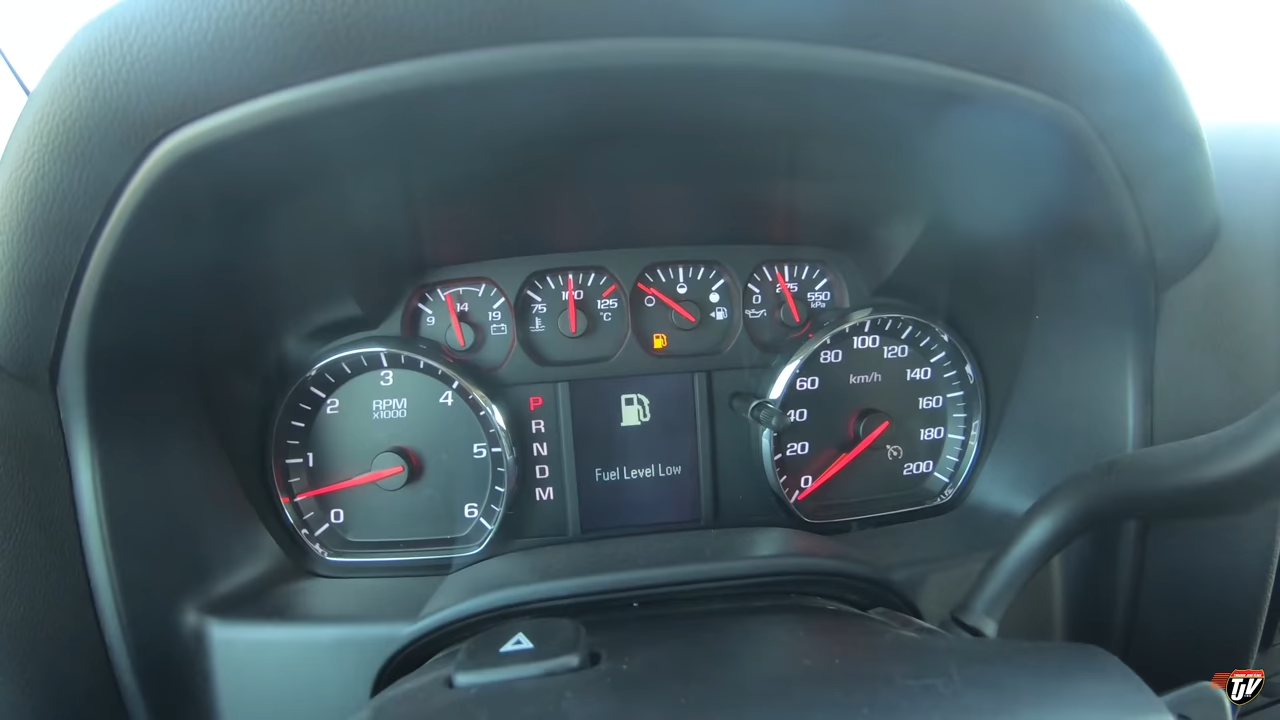 9 14 19
75 100 125
°C
0 275 550
kPa
RPM
X1000
0 1 2 3 4 5 6
P
R
N
D
M
Fuel Level Low
km/h
0 20 40 60 80 100 120 140 160 180 200
TJV